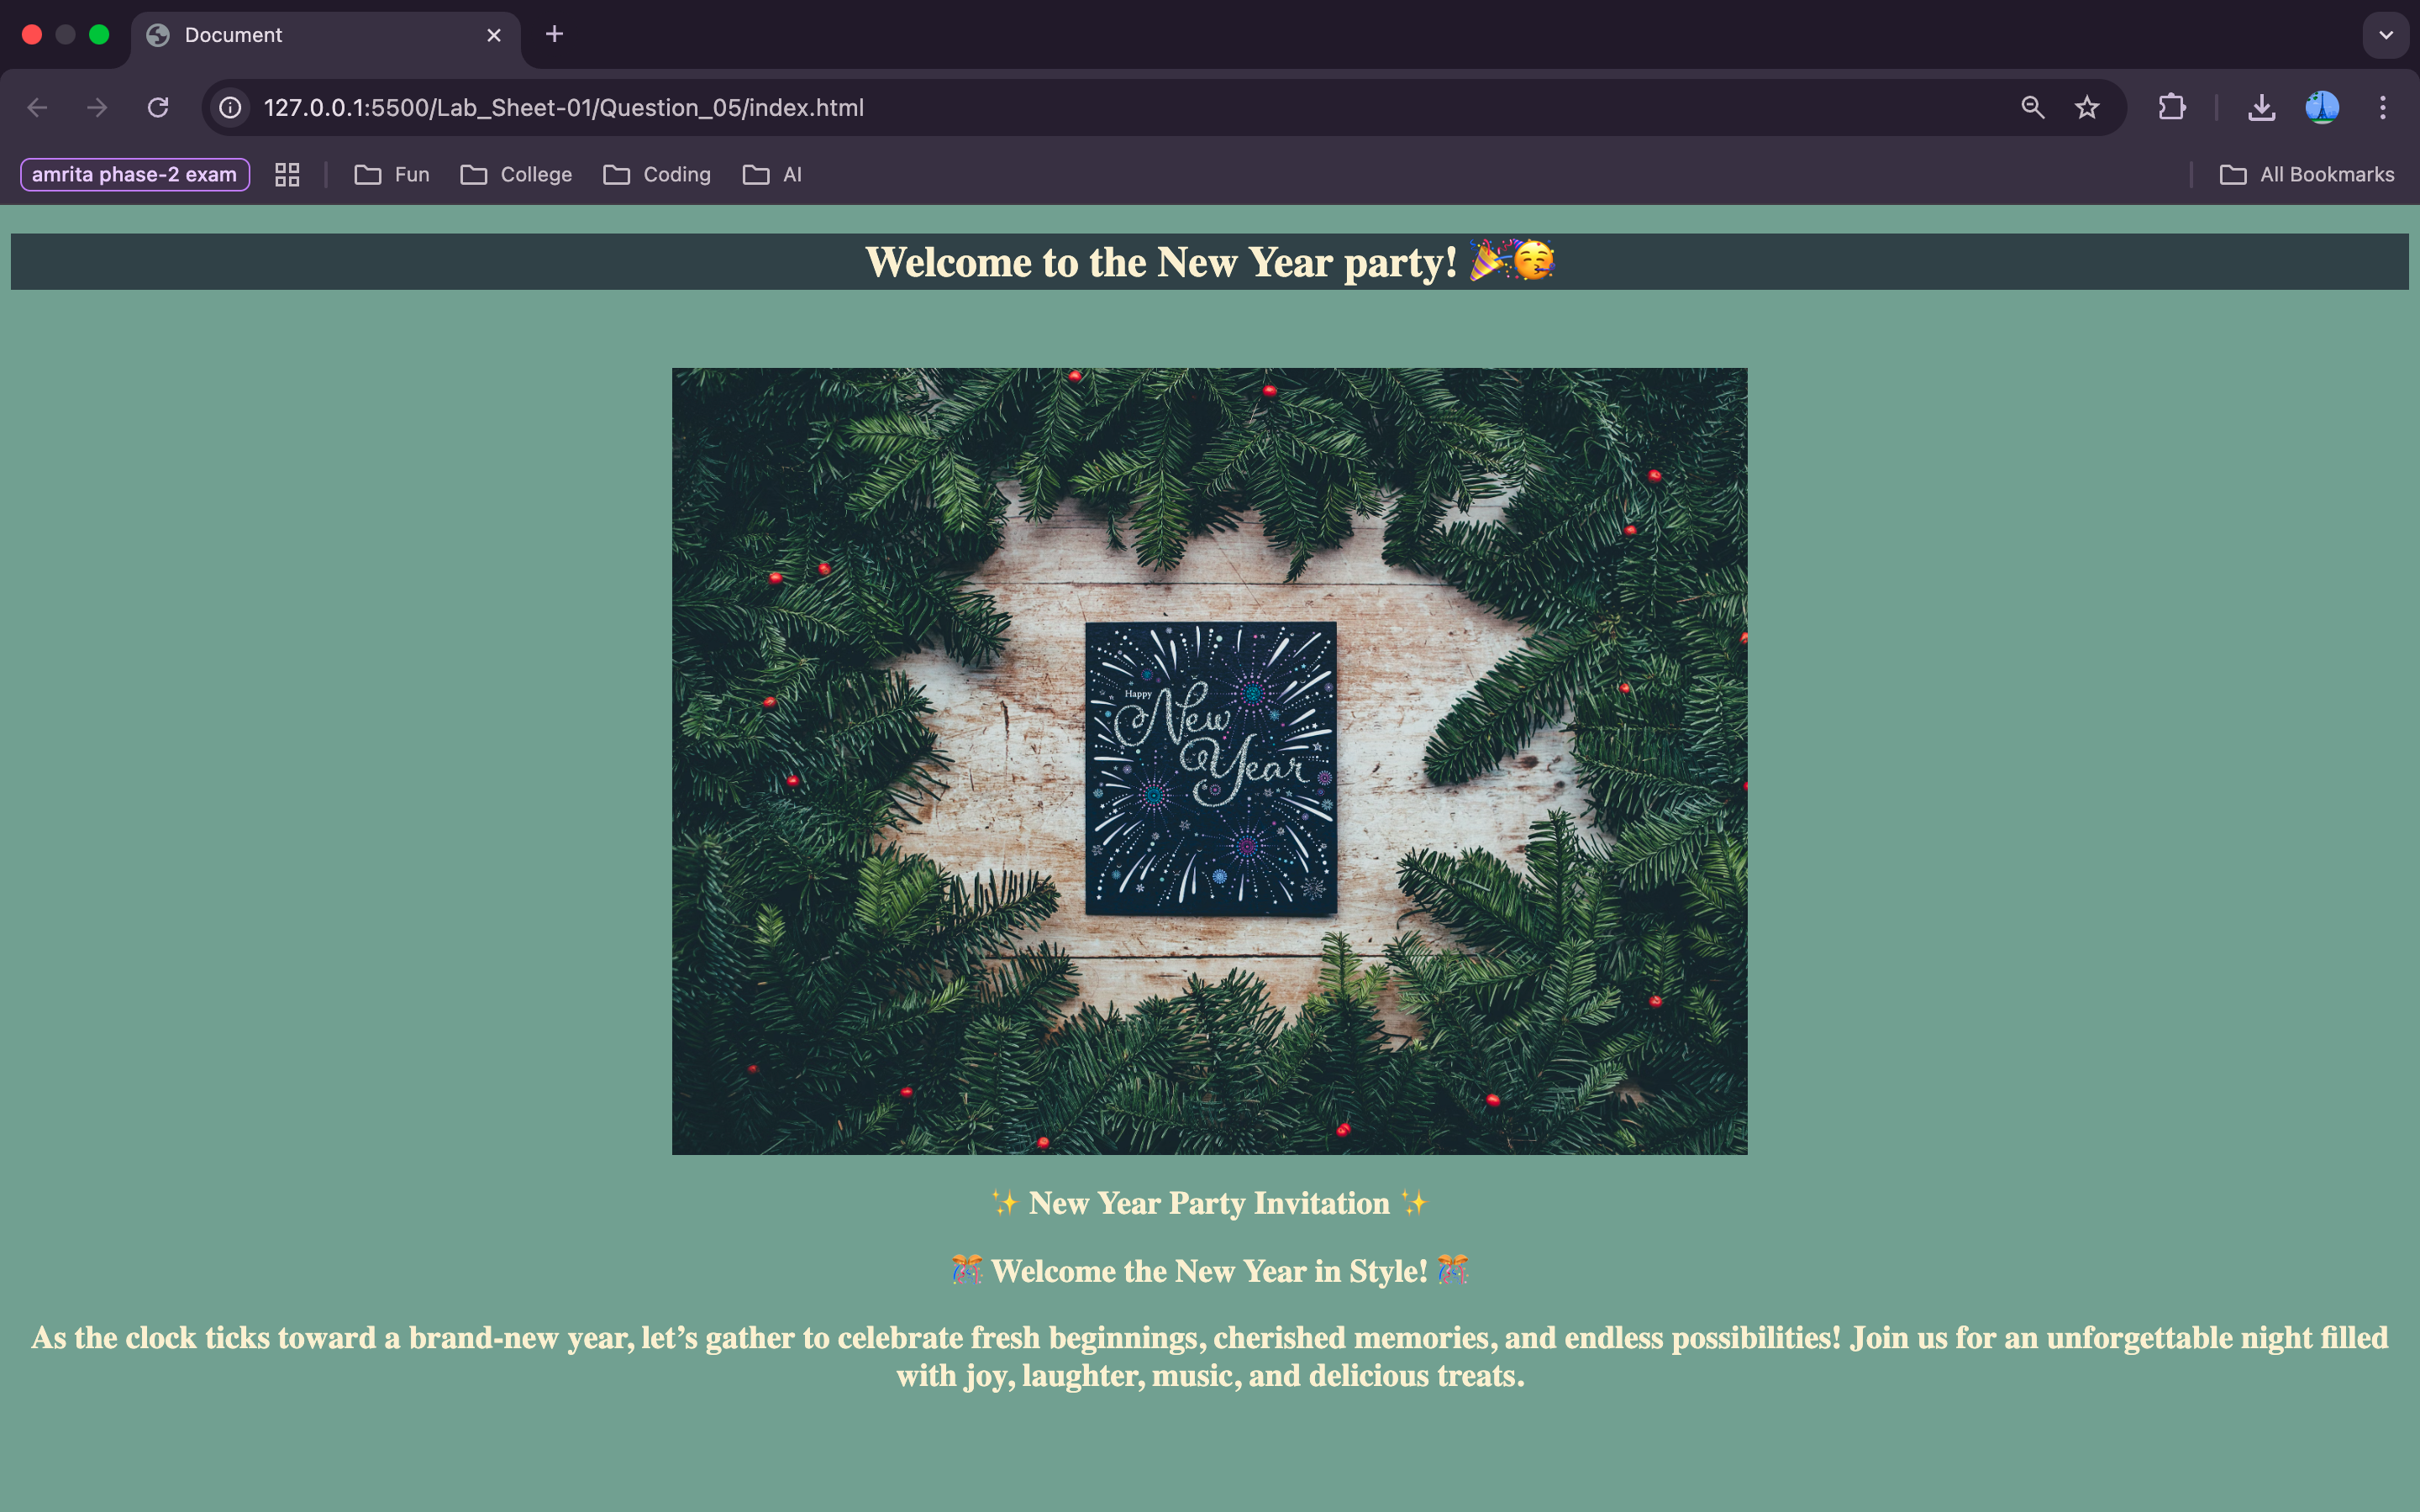 Document
127.0.0.1:5500/Lab_Sheet-01/Question_05/index.html
amrita phase-2 exam Fun College Coding AI All Bookmarks
Welcome to the New Year party! 🎉🥳
Happy
New
Year
✨ New Year Party Invitation ✨
🎊 Welcome the New Year in Style! 🎊
As the clock ticks toward a brand-new year, let’s gather to celebrate fresh beginnings, cherished memories, and endless possibilities! Join us for an unforgettable night filled
with joy, laughter, music, and delicious treats.